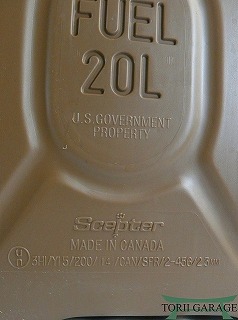 FUEL
20L
U.S. GOVERNMENT
PROPERTY
Scepter
MADE IN CANADA
3H1/Y1.5/200/14/CAN/SFR/2-456/2.3
TORII GARAGE